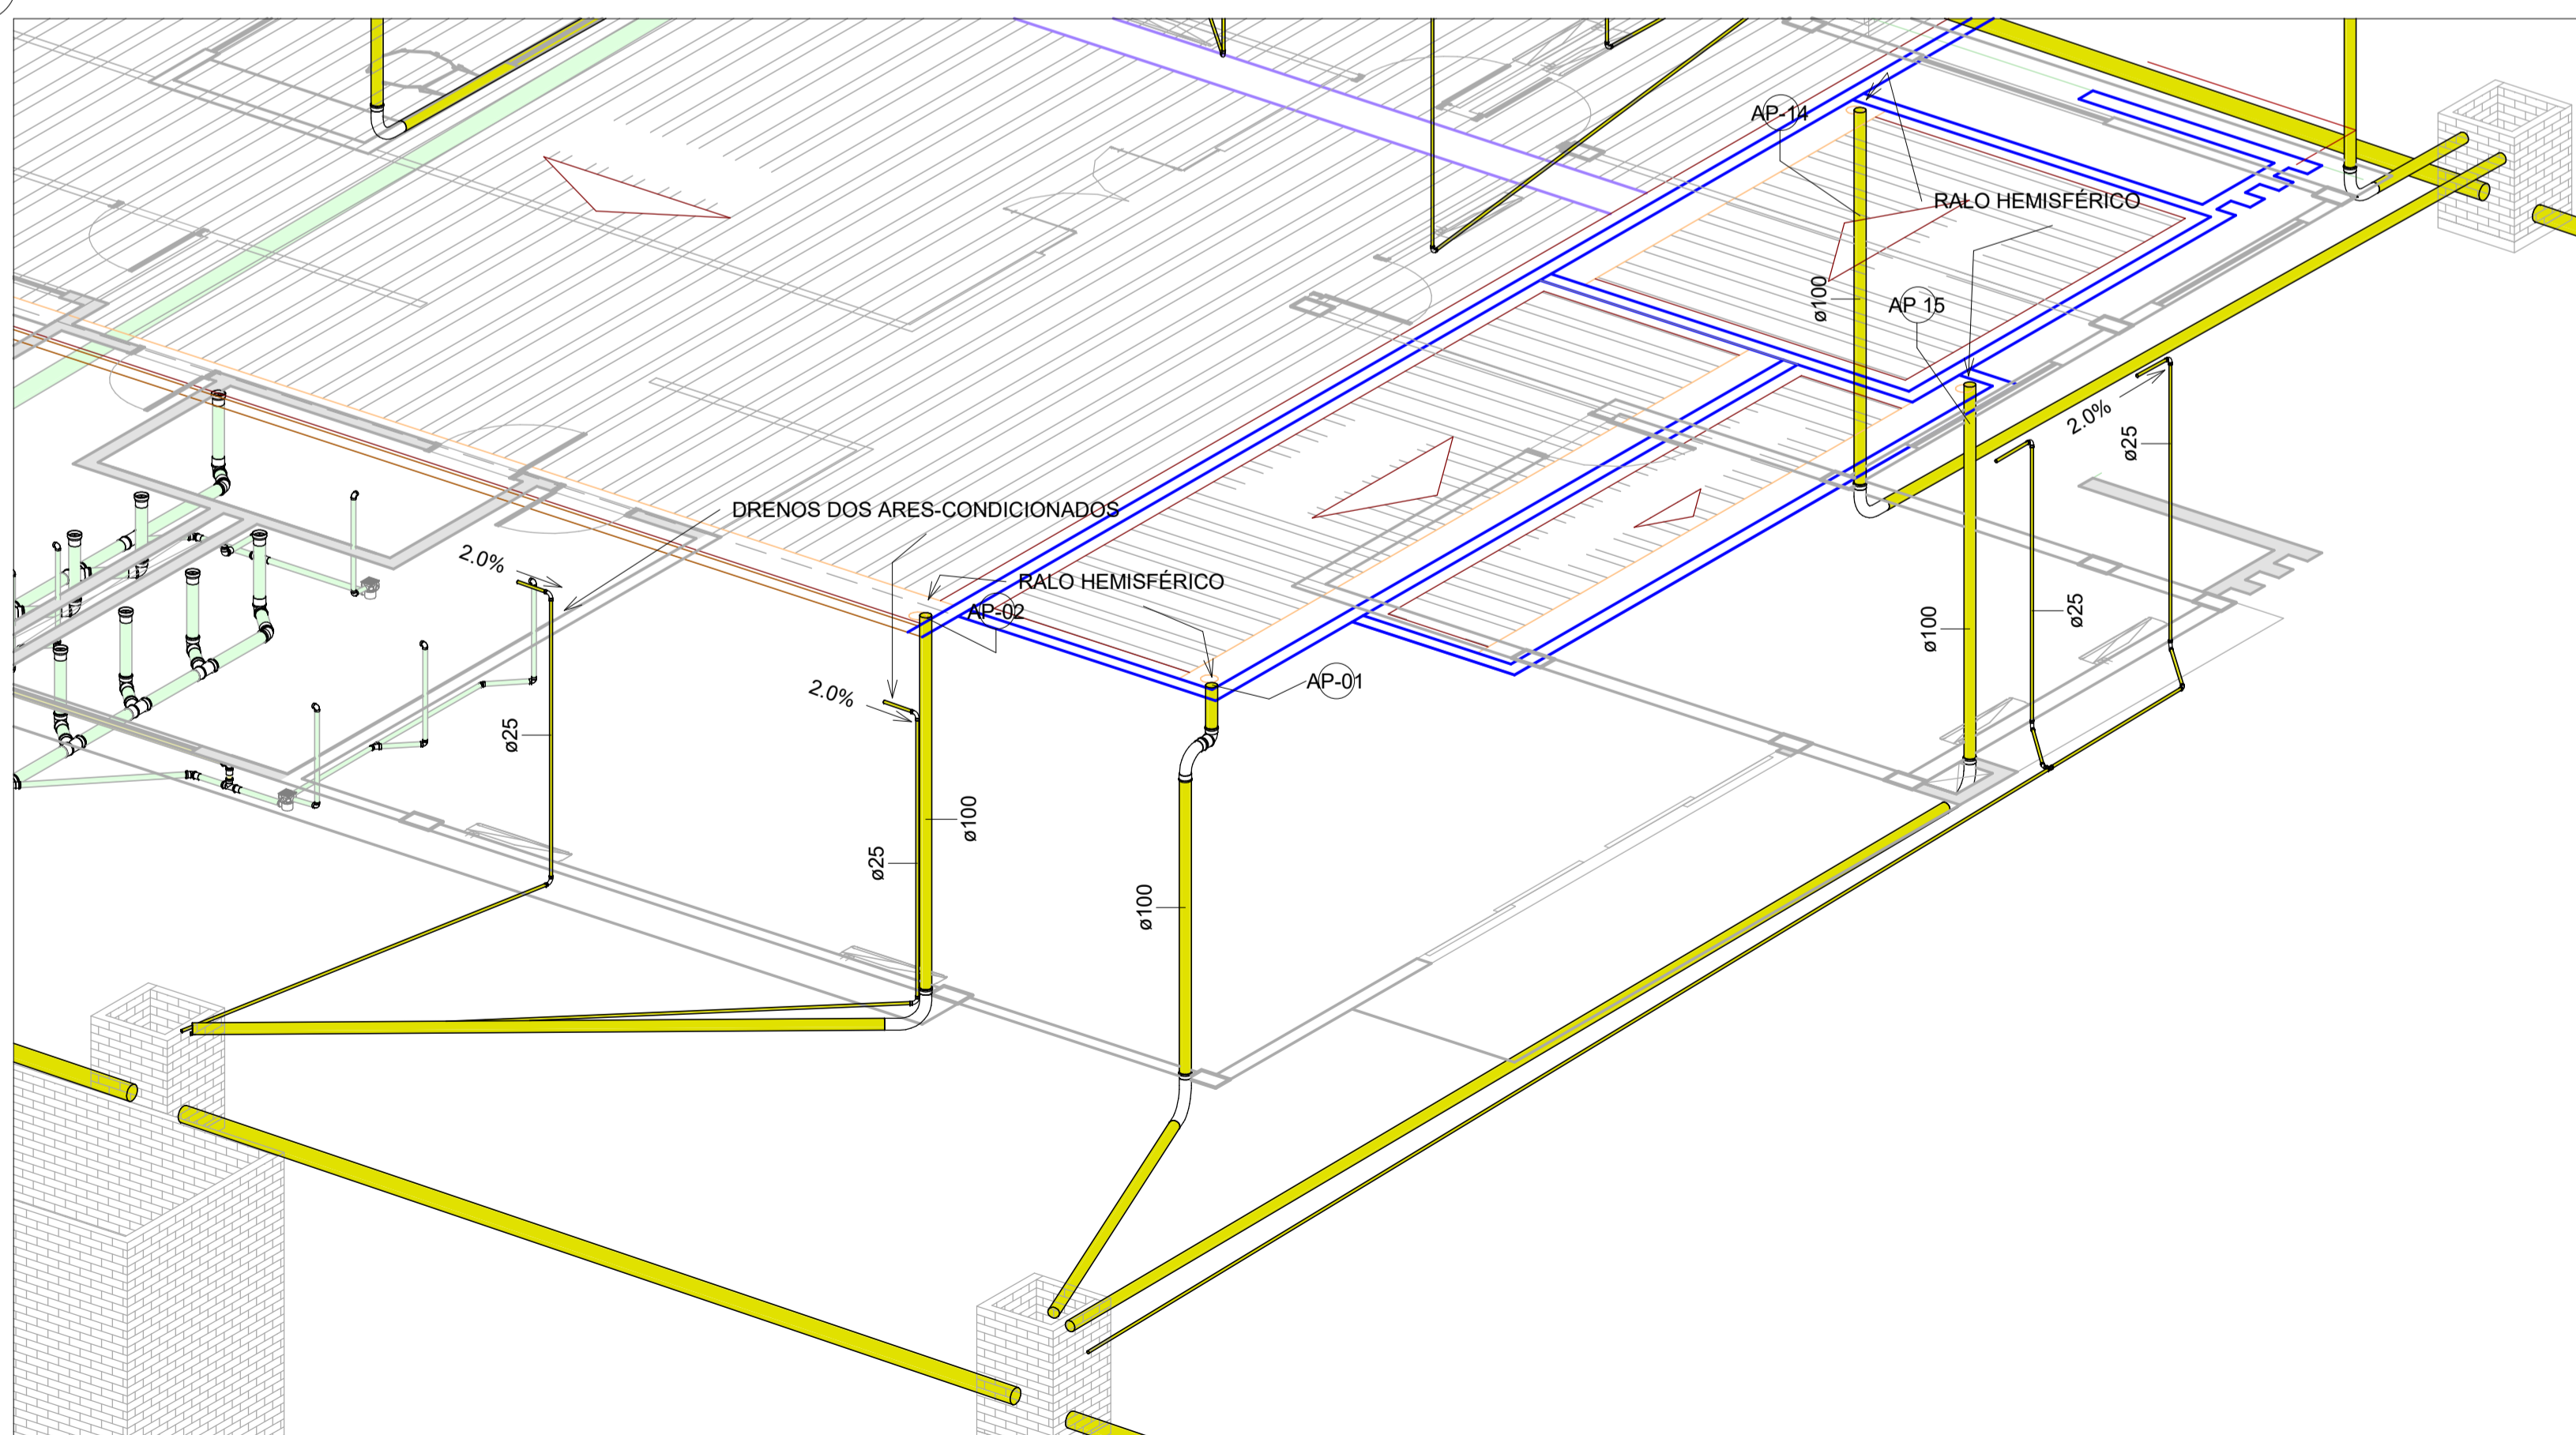 AP-14
RALO HEMISFÉRICO
ø100
AP 15
2.0%
ø25
DRENOS DOS ARES-CONDICIONADOS
2.0%
RALO HEMISFÉRICO
AP-02
ø25
ø100
AP-01
2.0%
ø25
ø100
ø25
ø100